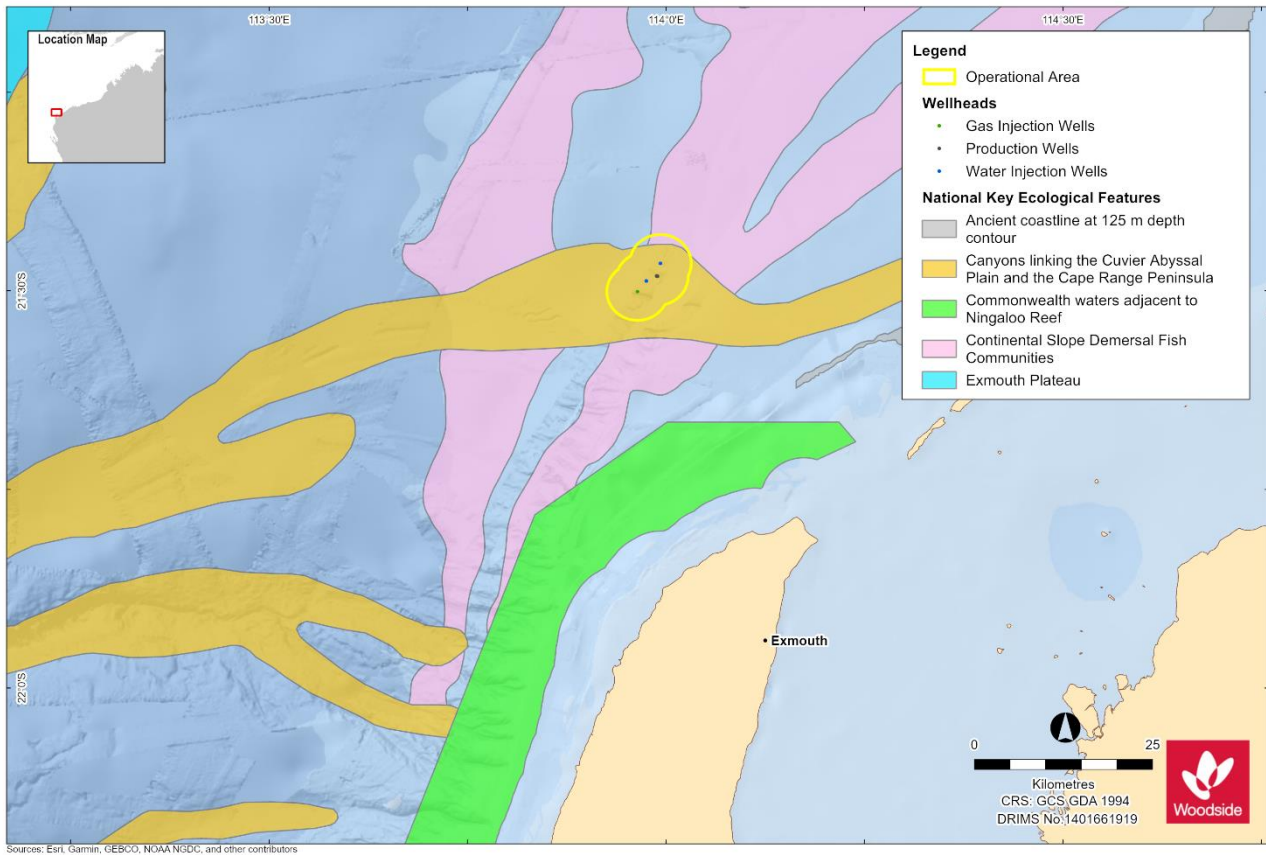 113°30'E
114°0'E
114°30'E
Location Map
Legend
Operational Area
Wellheads
Gas Injection Wells
Production Wells
Water Injection Wells
National Key Ecological Features
Ancient coastline at 125 m depth
contour
Canyons linking the Cuvier Abyssal
Plain and the Cape Range Peninsula
Commonwealth waters adjacent to
Ningaloo Reef
Continental Slope Demersal Fish
Communities
Exmouth Plateau
21°30'S
Exmouth
22°0'S
0 25
Kilometres
CRS: GCS GDA 1994
DRIMS No.1401661919
Woodside
Sources: Esri, Garmin, GEBCO, NOAA NGDC, and other contributors